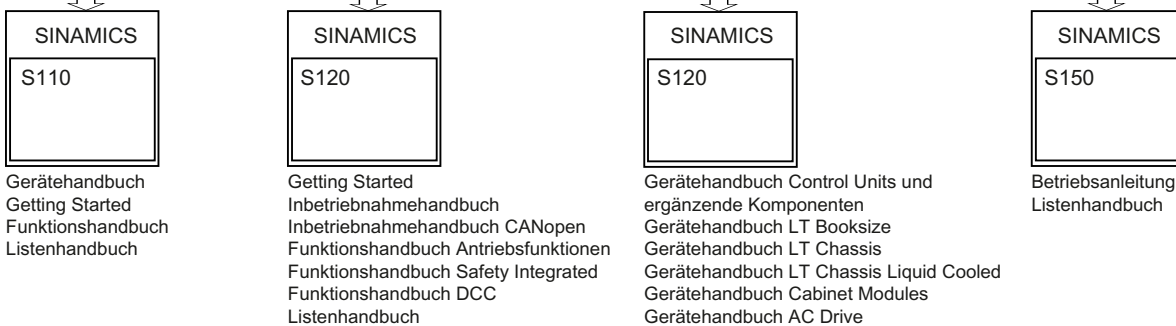 SINAMICS
S110
Gerätehandbuch
Getting Started
Funktionshandbuch
Listenhandbuch
SINAMICS
S120
Getting Started
Inbetriebnahmehandbuch
Inbetriebnahmehandbuch CANopen
Funktionshandbuch Antriebsfunktionen
Funktionshandbuch Safety Integrated
Funktionshandbuch DCC
Listenhandbuch
SINAMICS
S120
Gerätehandbuch Control Units und
ergänzende Komponenten
Gerätehandbuch LT Booksize
Gerätehandbuch LT Chassis
Gerätehandbuch LT Chassis Liquid Cooled
Gerätehandbuch Cabinet Modules
Gerätehandbuch AC Drive
SINAMICS
S150
Betriebsanleitung
Listenhandbuch